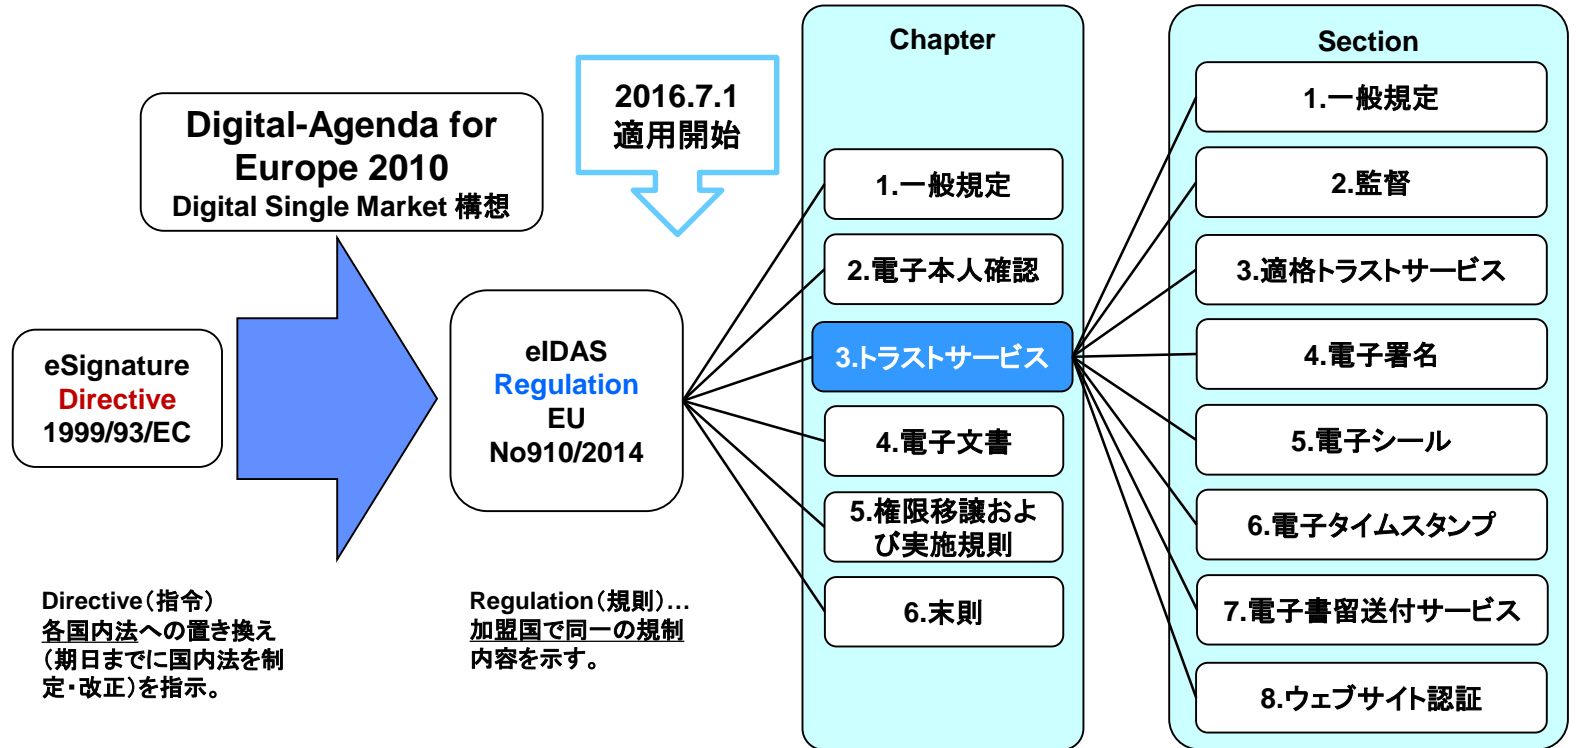 Digital-Agenda for
Europe 2010
Digital Single Market 構想
2016.7.1
適用開始
eSignature
Directive
1999/93/EC
eIDAS
Regulation
EU
No910/2014
Directive（指令）
各国内法への置き換え
（期日までに国内法を制
定・改正）を指示。
Regulation（規則）…
加盟国で同一の規制
内容を示す。
Chapter
1.一般規定
2.電子本人確認
3.トラストサービス
4.電子文書
5.権限移譲およ
び実施規則
6.末則
Section
1.一般規定
2.監督
3.適格トラストサービス
4.電子署名
5.電子シール
6.電子タイムスタンプ
7.電子書留送付サービス
8.ウェブサイト認証